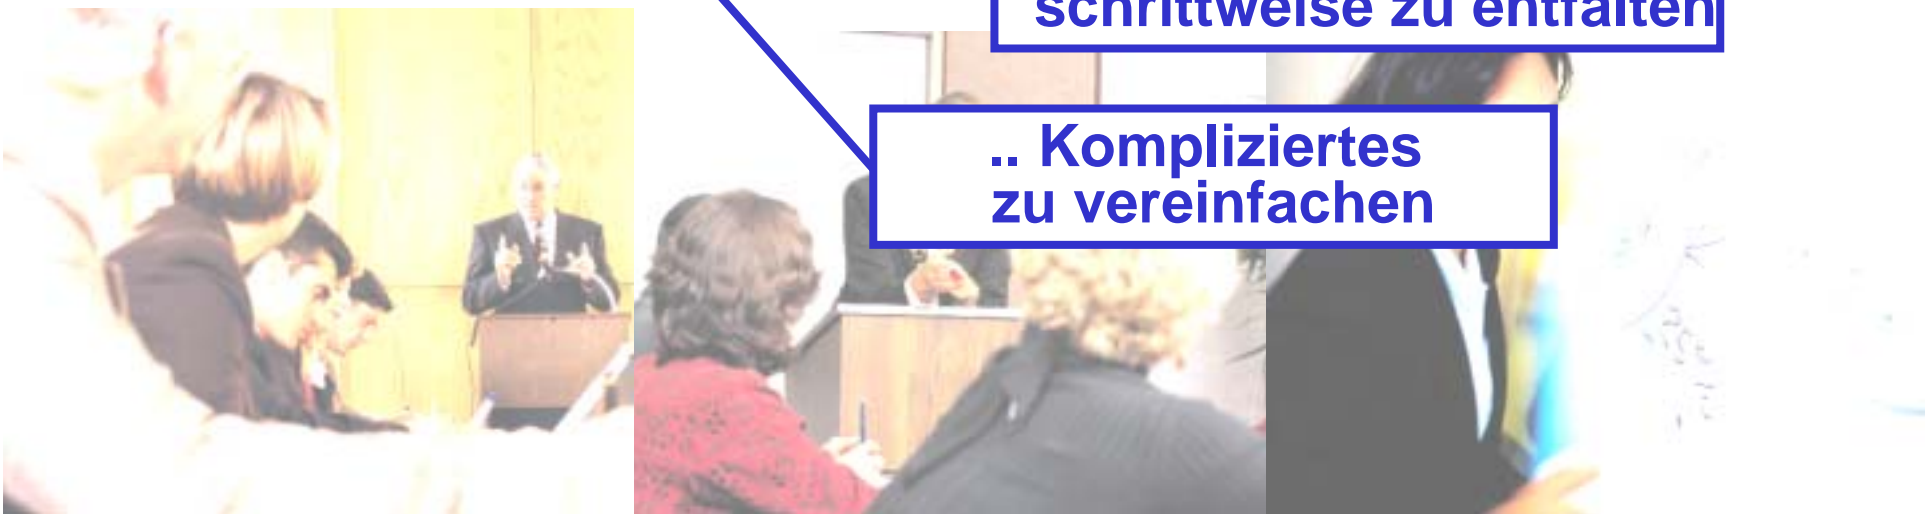 schrittweise zu entfalten
.. Kompliziertes
zu vereinfachen